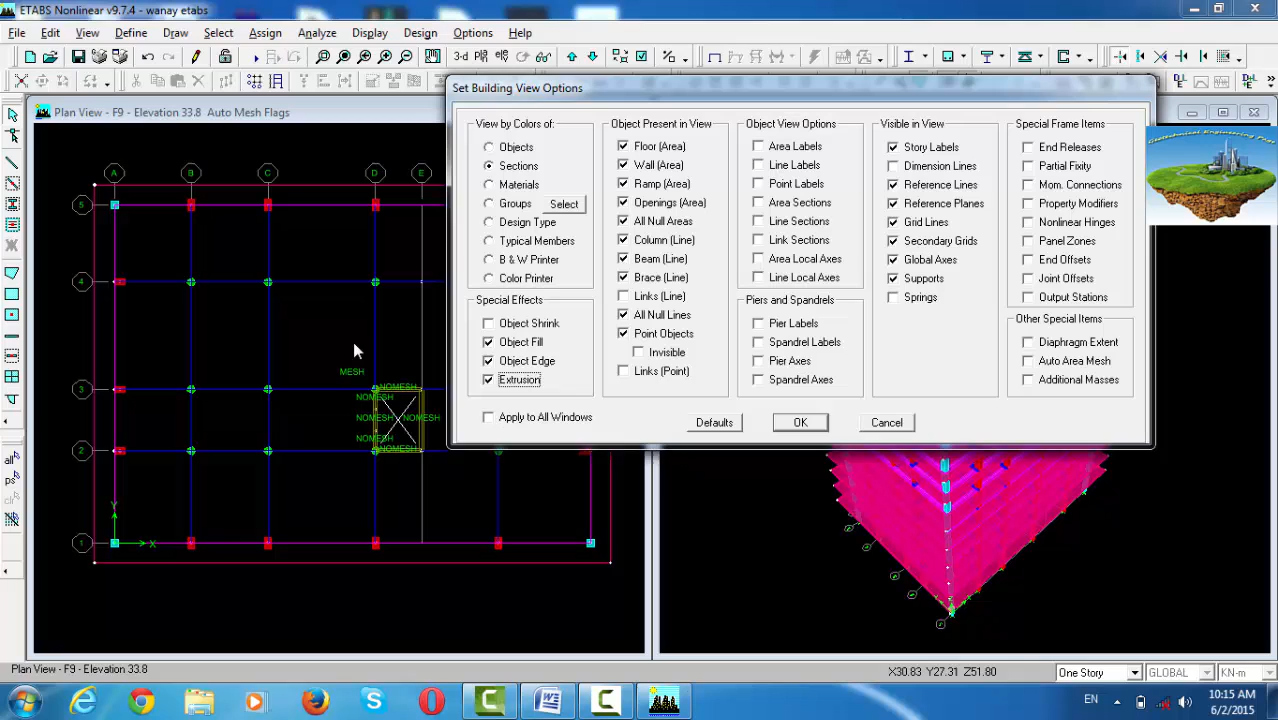 ETABS Nonlinear v9.7.4 - wanay etabs
File Edit View Define Draw Select Assign Analyze Display Design Options Help
3-d
Plan View - F9 - Elevation 33.8 Auto Mesh Flags
A B C D E
5
4
3
2
1
MESH
NOMESH
NOMESH
NOMESH NOMESH
NOMESH
NOMESH
Y
X
all
ps
clr
Set Building View Options
View by Colors of:
Objects
Sections
Materials
Groups Select
Design Type
Typical Members
B & W Printer
Color Printer
Special Effects
Object Shrink
Object Fill
Object Edge
Extrusion
Apply to All Windows
Object Present in View
Floor (Area)
Wall (Area)
Ramp (Area)
Openings (Area)
All Null Areas
Column (Line)
Beam (Line)
Brace (Line)
Links (Line)
All Null Lines
Point Objects
Invisible
Links (Point)
Object View Options
Area Labels
Line Labels
Point Labels
Area Sections
Line Sections
Link Sections
Area Local Axes
Line Local Axes
Piers and Spandrels
Pier Labels
Spandrel Labels
Pier Axes
Spandrel Axes
Visible in View
Story Labels
Dimension Lines
Reference Lines
Reference Planes
Grid Lines
Secondary Grids
Global Axes
Supports
Springs
Special Frame Items
End Releases
Partial Fixity
Mom. Connections
Property Modifiers
Nonlinear Hinges
Panel Zones
End Offsets
Joint Offsets
Output Stations
Other Special Items
Diaphragm Extent
Auto Area Mesh
Additional Masses
Defaults OK Cancel
Plan View - F9 - Elevation 33.8
X30.83 Y27.31 Z51.80
One Story
GLOBAL
KN-m
EN
10:15 AM
6/2/2015